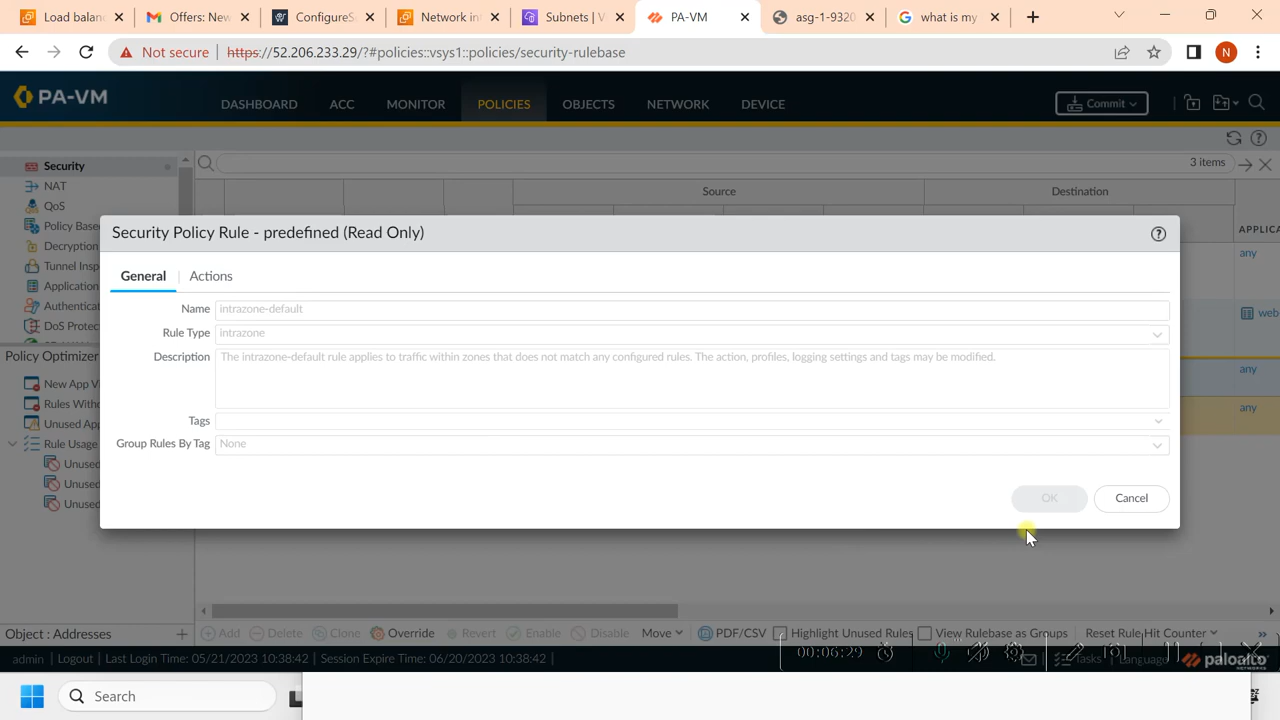 Load balan
Offers: New
ConfigureS
Network in
Subnets | V
PA-VM
asg-1-9320
what is my
Not secure
https://52.206.233.29/?#policies::vsys1::policies/security-rulebase
N
PA-VM
DASHBOARD
ACC
MONITOR
POLICIES
OBJECTS
NETWORK
DEVICE
Commit
Security
3 items
NAT
Source
Destination
QoS
Policy Base
Security Policy Rule - predefined (Read Only)
APPLICA
Decryption
any
Tunnel Insp
General
Actions
Application
Name
intrazone-default
Authenticat
web
DoS Protec
Rule Type
intrazone
Policy Optimizer
Description
The intrazone-default rule applies to traffic within zones that does not match any configured rules. The action, profiles, logging settings and tags may be modified.
any
New App V
Rules Witho
any
Unused App
Tags
Rule Usage
Group Rules By Tag
None
Unused
Unused
OK
Cancel
Unused
Object : Addresses
Add
Delete
Clone
Override
Revert
Enable
Disable
Move
PDF/CSV
Highlight Unused Rules
View Rulebase as Groups
Reset Rule Hit Counter
00:06:29
admin | Logout | Last Login Time: 05/21/2023 10:38:42 | Session Expire Time: 06/20/2023 10:38:42 |
Tasks
Language
paloalto
NETWORKS
Search